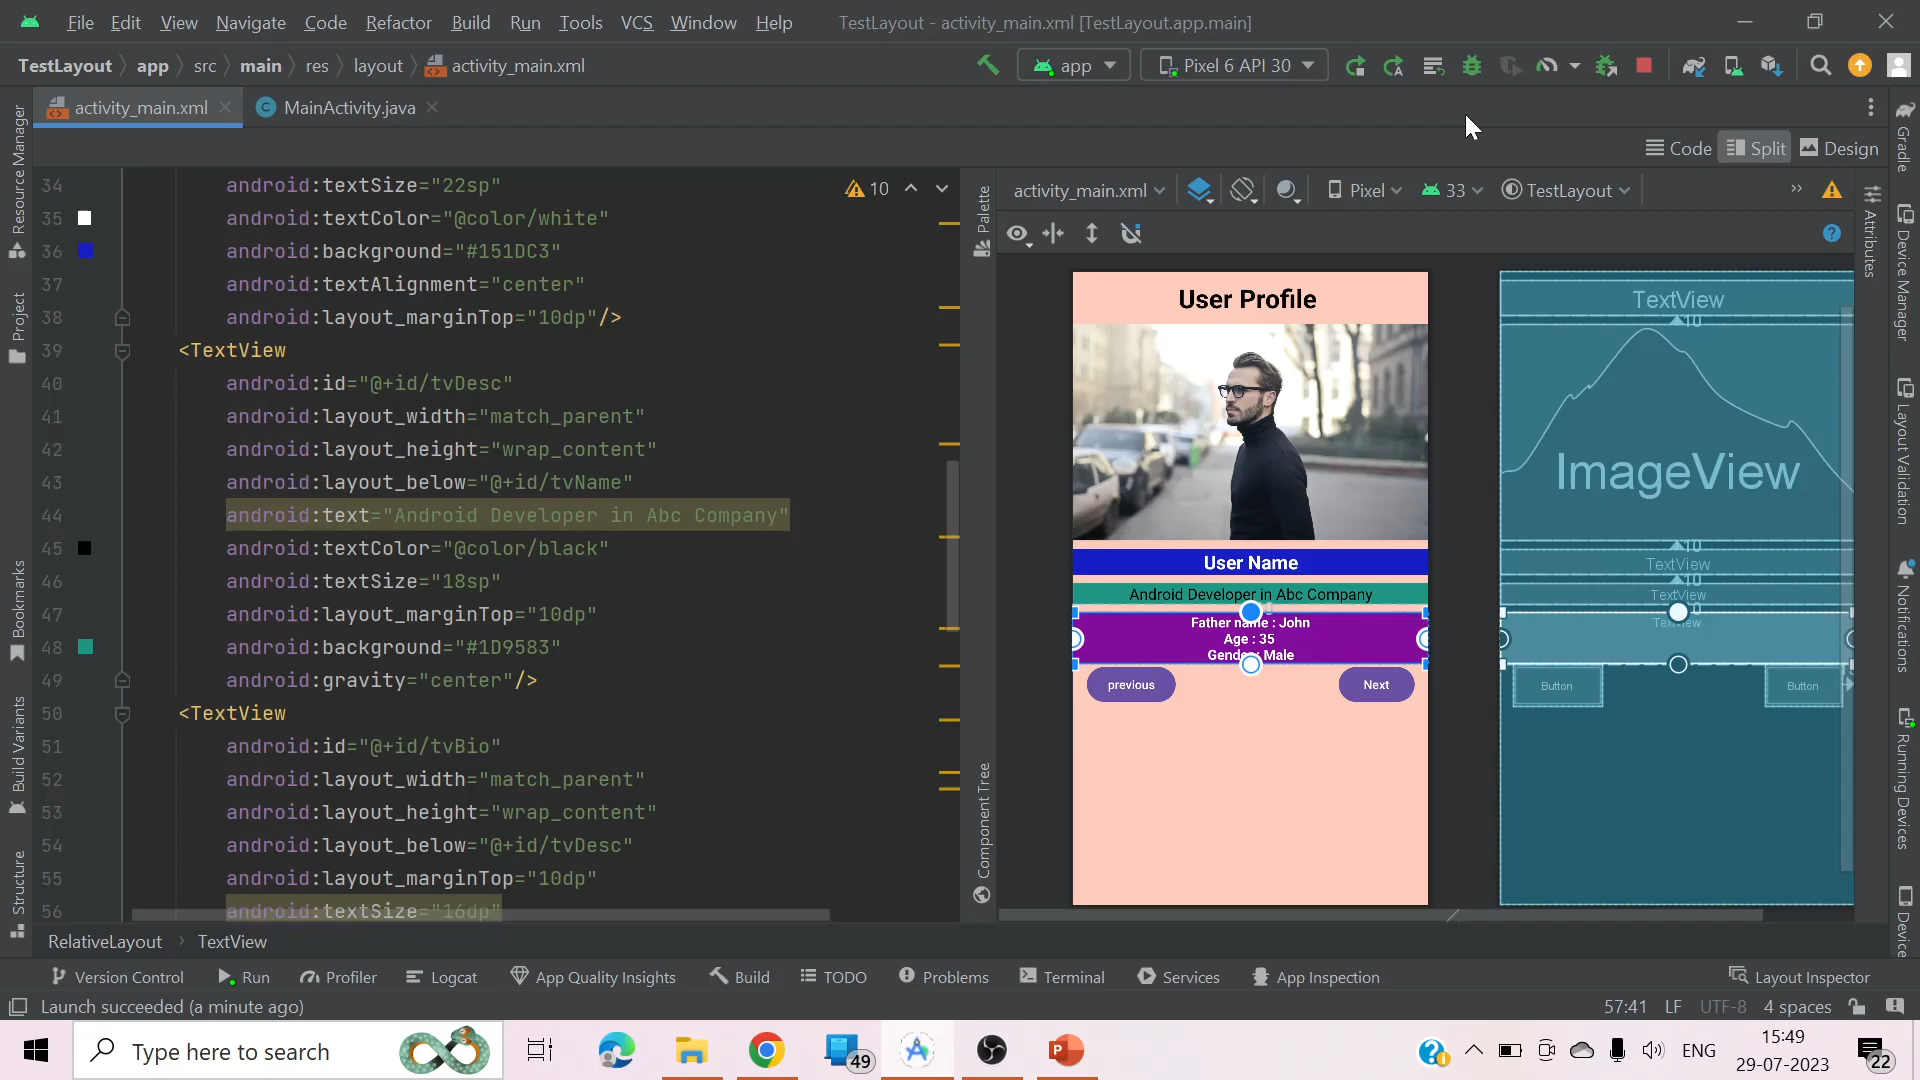 File Edit View Navigate Code Refactor Build Run Tools VCS Window Help TestLayout - activity_main.xml [TestLayout.app.main]
TestLayout app src main res layout activity_main.xml app Pixel 6 API 30
activity_main.xml MainActivity.java
Code Split Design
34 android:textSize="22sp"
35 android:textColor="@color/white"
36 android:background="#151DC3"
37 android:textAlignment="center"
38 android:layout_marginTop="10dp"/>
39 <TextView
40 android:id="@+id/tvDesc"
41 android:layout_width="match_parent"
42 android:layout_height="wrap_content"
43 android:layout_below="@+id/tvName"
44 android:text="Android Developer in Abc Company"
45 android:textColor="@color/black"
46 android:textSize="18sp"
47 android:layout_marginTop="10dp"
48 android:background="#1D9583"
49 android:gravity="center"/>
50 <TextView
51 android:id="@+id/tvBio"
52 android:layout_width="match_parent"
53 android:layout_height="wrap_content"
54 android:layout_below="@+id/tvDesc"
55 android:layout_marginTop="10dp"
56 android:textSize="16dp"
10
Resource Manager
Project
Bookmarks
Build Variants
Structure
Palette
Component Tree
activity_main.xml Pixel 33 TestLayout
User Profile
User Name
Android Developer in Abc Company
Father name : John
Age : 35
Gender : Male
previous Next
TextView
10
ImageView
10
TextView
10
TextView
TextView
Button Button
Attributes
Gradle
Device Manager
Layout Validation
Notifications
Running Devices
Device
RelativeLayout TextView
Version Control Run Profiler Logcat App Quality Insights Build TODO Problems Terminal Services App Inspection Layout Inspector
Launch succeeded (a minute ago) 57:41 LF UTF-8 4 spaces
Type here to search 49 ENG 15:49
29-07-2023 22